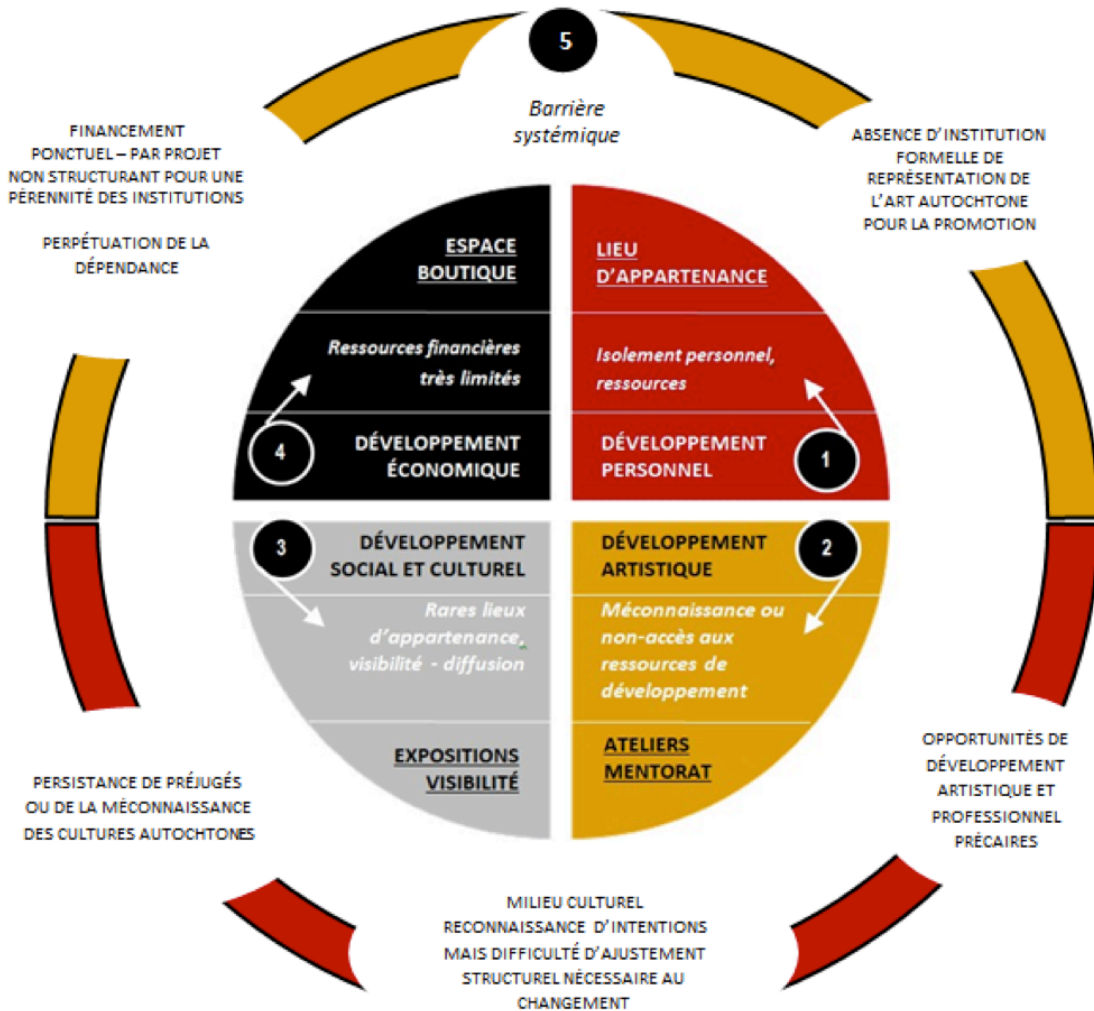 5
Barrière
systémique
FINANCEMENT
PONCTUEL – PAR PROJET
NON STRUCTURANT POUR UNE
PÉRENNITÉ DES INSTITUTIONS
PERPÉTUATION DE LA
DÉPENDANCE
ABSENCE D'INSTITUTION
FORMELLE DE
REPRÉSENTATION DE
L'ART AUTOCHTONE
POUR LA PROMOTION
ESPACE
BOUTIQUE
Ressources financières
très limités
4
DÉVELOPPEMENT
ÉCONOMIQUE
LIEU
D'APPARTENANCE
Isolement personnel,
ressources
DÉVELOPPEMENT
PERSONNEL
1
3
DÉVELOPPEMENT
SOCIAL ET CULTUREL
Rares lieux
d'appartenance,
visibilité - diffusion
EXPOSITIONS
VISIBILITÉ
DÉVELOPPEMENT
ARTISTIQUE
2
Méconnaissance ou
non-accès aux
ressources de
développement
ATELIERS
MENTORAT
PERSISTANCE DE PRÉJUGÉS
OU DE LA MÉCONNAISSANCE
DES CULTURES AUTOCHTONES
OPPORTUNITÉS DE
DÉVELOPPEMENT
ARTISTIQUE ET
PROFESSIONNEL
PRÉCAIRES
MILIEU CULTUREL
RECONNAISSANCE D'INTENTIONS
MAIS DIFFICULTÉ D'AJUSTEMENT
STRUCTUREL NÉCESSAIRE AU
CHANGEMENT